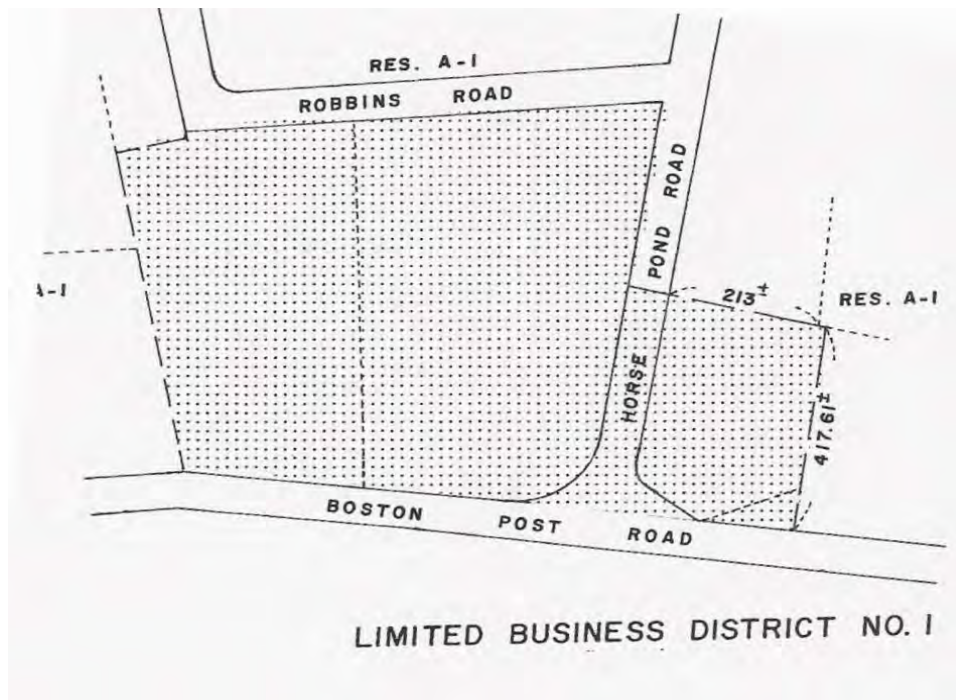 RES. A-1
ROBBINS ROAD
HORSE POND ROAD
213±
RES. A-1
A-1
417.61±
BOSTON POST ROAD
LIMITED BUSINESS DISTRICT NO. 1